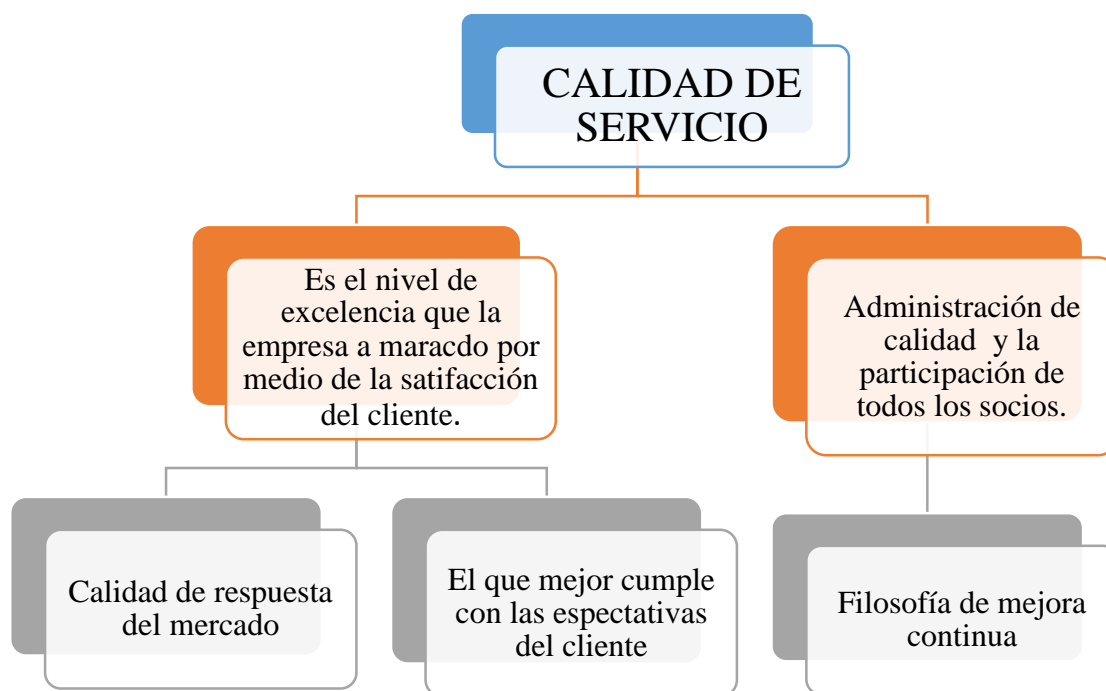 CALIDAD DE
SERVICIO
Es el nivel de
excelencia que la
empresa a maracdo por
medio de la satifacción
del cliente.
Administración de
calidad  y la
participación de
todos los socios.
Calidad de respuesta
del mercado
El que mejor cumple
con las espectativas
del cliente
Filosofía de mejora
continua